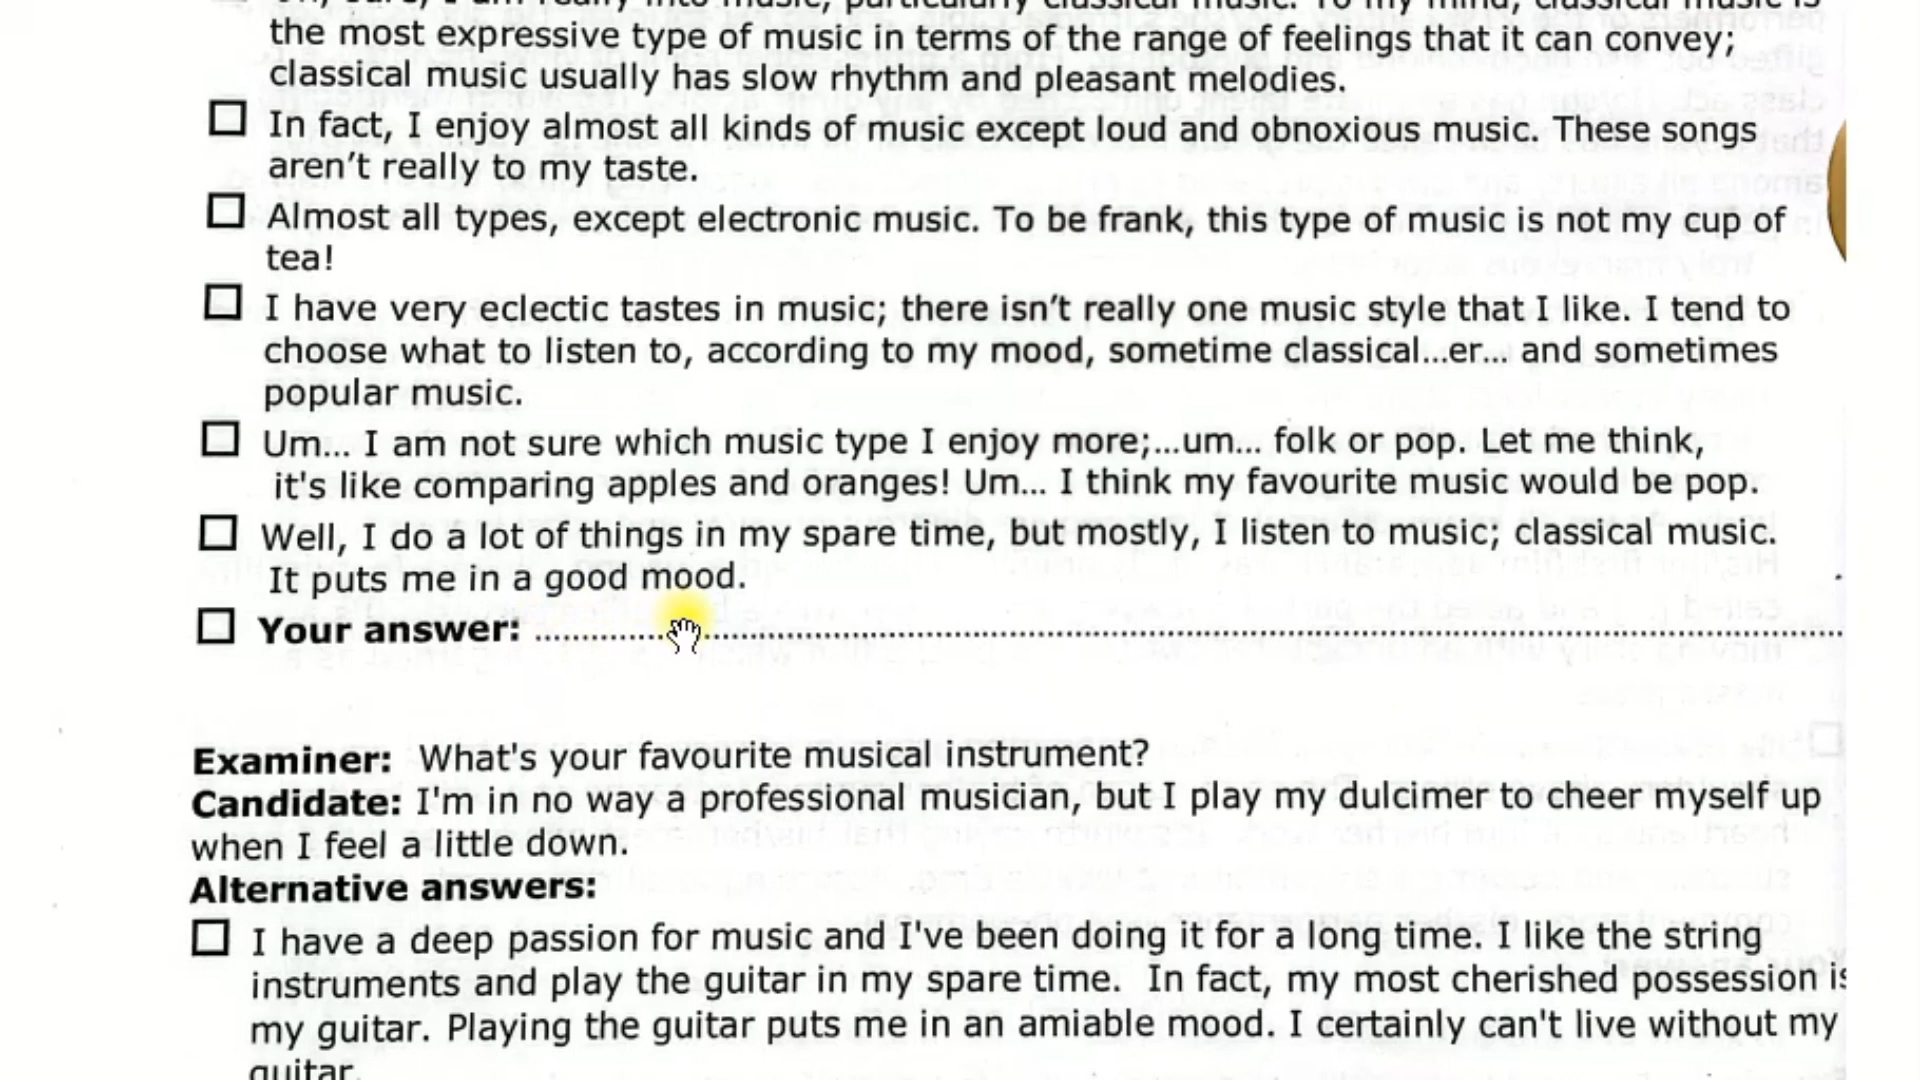 the most expressive type of music in terms of the range of feelings that it can convey;
classical music usually has slow rhythm and pleasant melodies.
In fact, I enjoy almost all kinds of music except loud and obnoxious music. These songs
aren't really to my taste.
Almost all types, except electronic music. To be frank, this type of music is not my cup of
tea!
I have very eclectic tastes in music; there isn't really one music style that I like. I tend to
choose what to listen to, according to my mood, sometime classical...er... and sometimes
popular music.
Um... I am not sure which music type I enjoy more;...um... folk or pop. Let me think,
it's like comparing apples and oranges! Um... I think my favourite music would be pop.
Well, I do a lot of things in my spare time, but mostly, I listen to music; classical music.
It puts me in a good mood.
Your answer:
Examiner: What's your favourite musical instrument?
Candidate: I'm in no way a professional musician, but I play my dulcimer to cheer myself up
when I feel a little down.
Alternative answers:
I have a deep passion for music and I've been doing it for a long time. I like the string
instruments and play the guitar in my spare time. In fact, my most cherished possession is
my guitar. Playing the guitar puts me in an amiable mood. I certainly can't live without my
guitar.